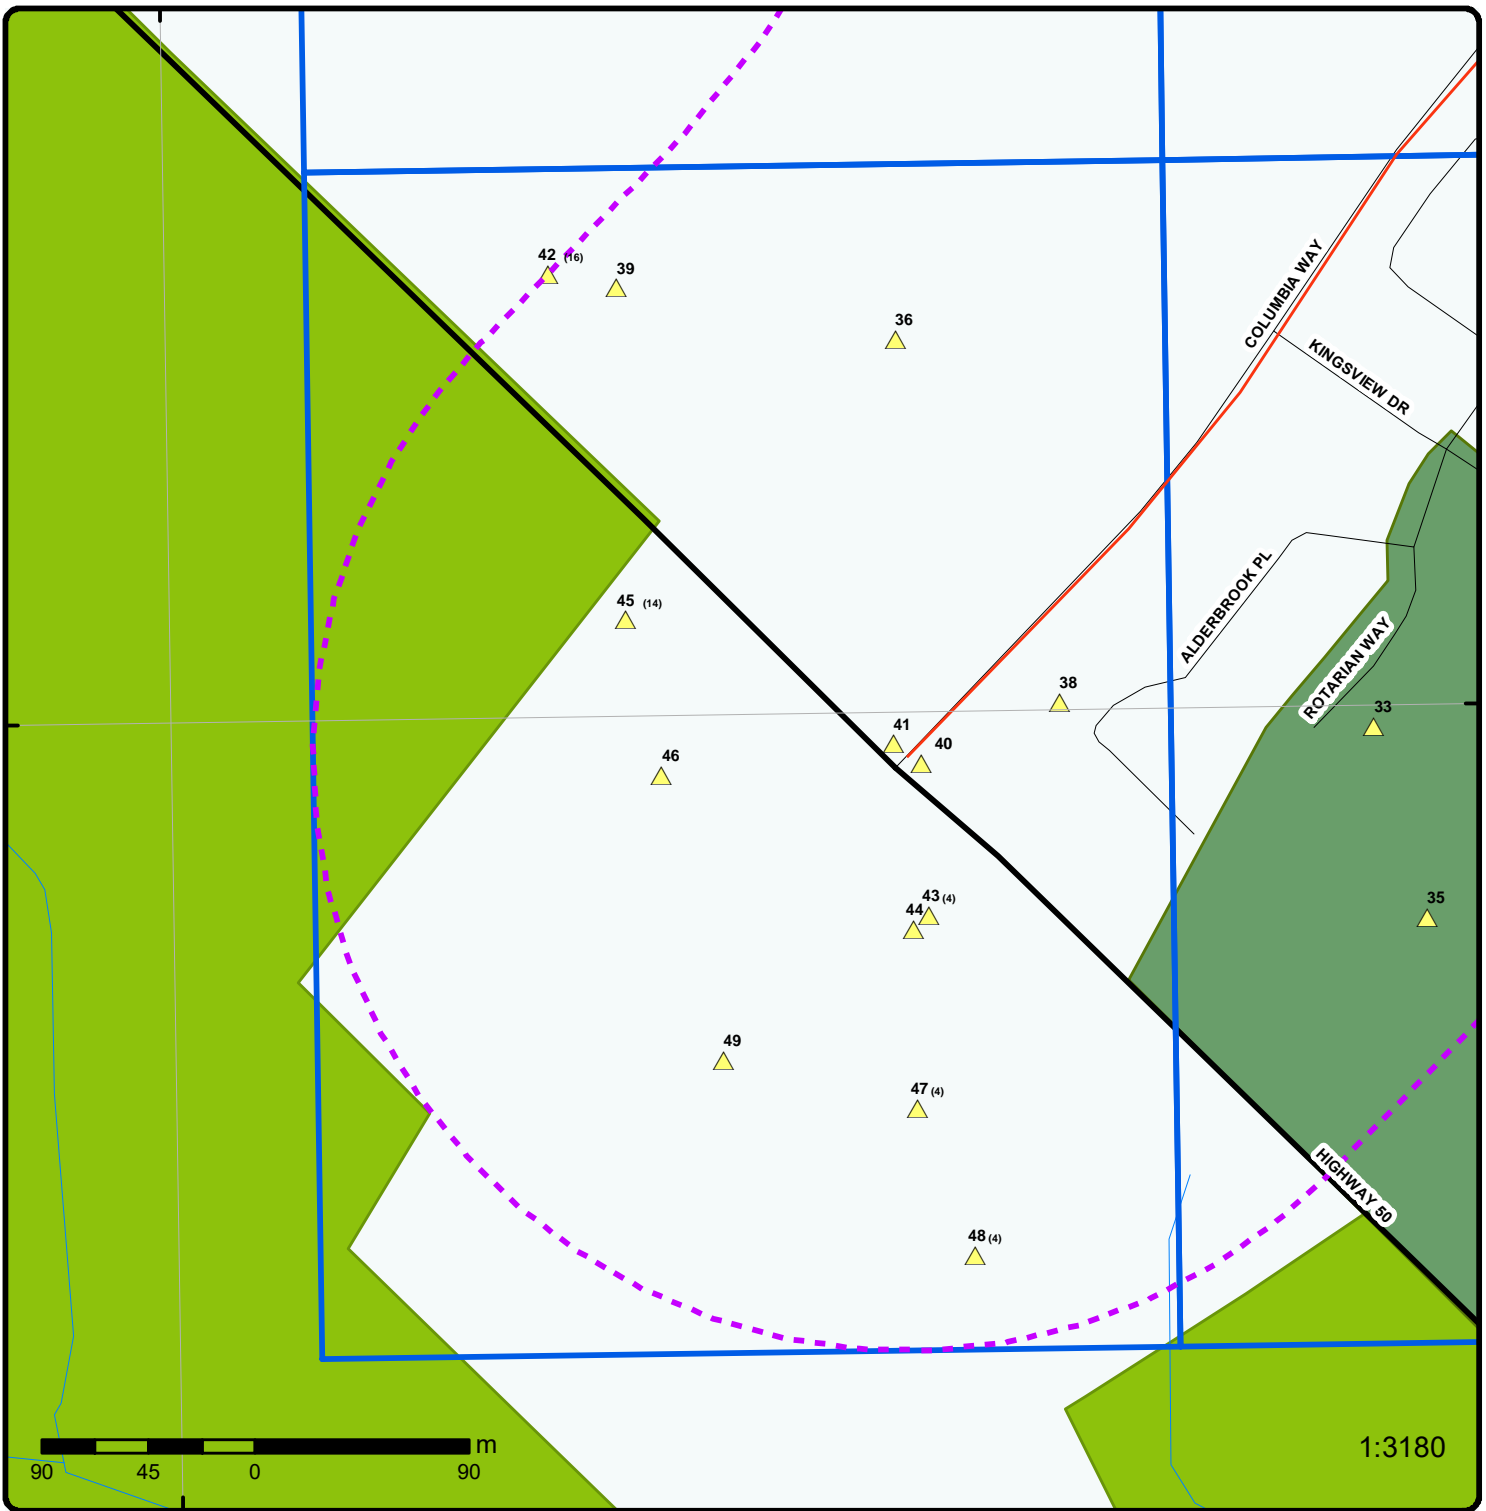 42 (16)
39
36
COLUMBIA WAY
KINGSVIEW DR
45 (14)
ALDERBROOK PL
ROTARIAN WAY
38
33
41
40
46
43 (4)
44
35
49
47 (4)
HIGHWAY 50
48 (4)
m
90 45 0 90
1:3180